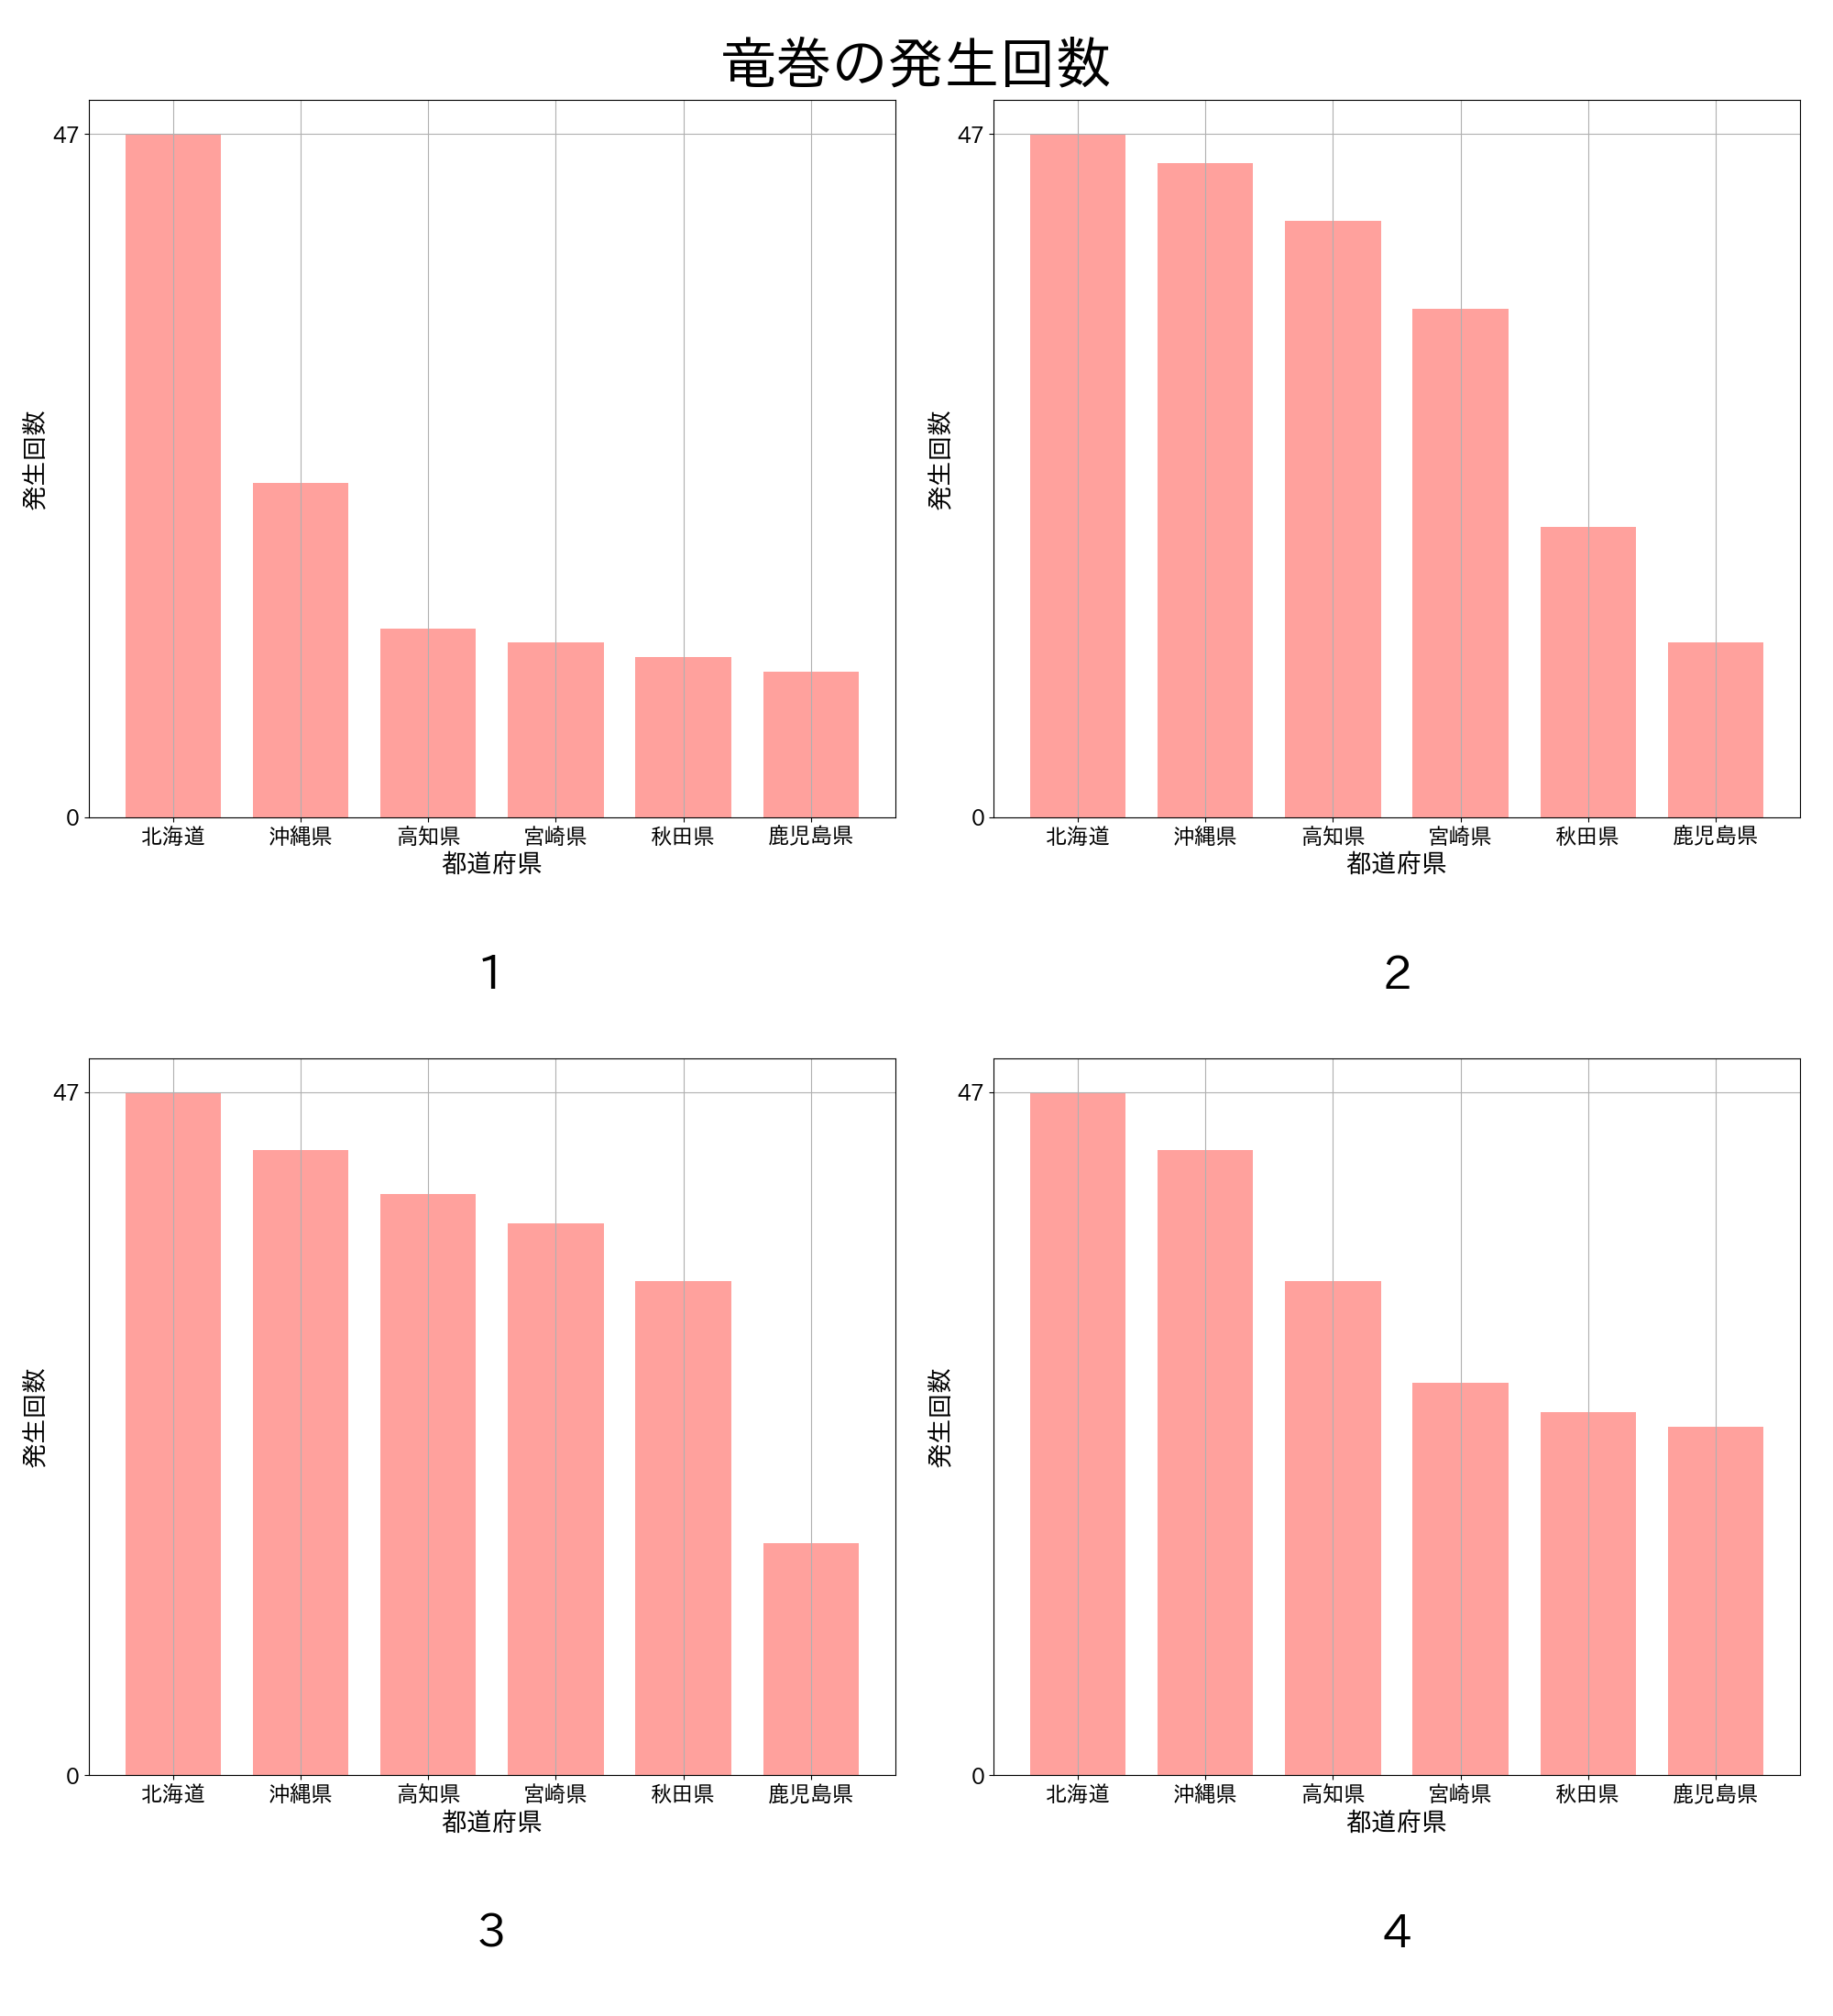 竜巻の発生回数
47
0
発生回数
北海道 沖縄県 高知県 宮崎県 秋田県 鹿児島県
都道府県
1
47
0
発生回数
北海道 沖縄県 高知県 宮崎県 秋田県 鹿児島県
都道府県
2
47
0
発生回数
北海道 沖縄県 高知県 宮崎県 秋田県 鹿児島県
都道府県
3
47
0
発生回数
北海道 沖縄県 高知県 宮崎県 秋田県 鹿児島県
都道府県
4